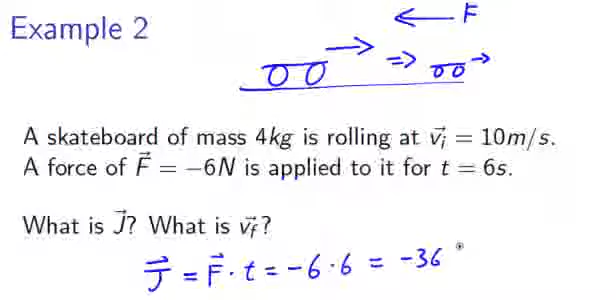 Example 2
F
A skateboard of mass 4kg is rolling at v⃗ᵢ = 10m/s.
A force of F⃗ = −6N is applied to it for t = 6s.
What is J⃗? What is v⃗f?
J⃗ = F⃗ · t = −6 · 6 = −36